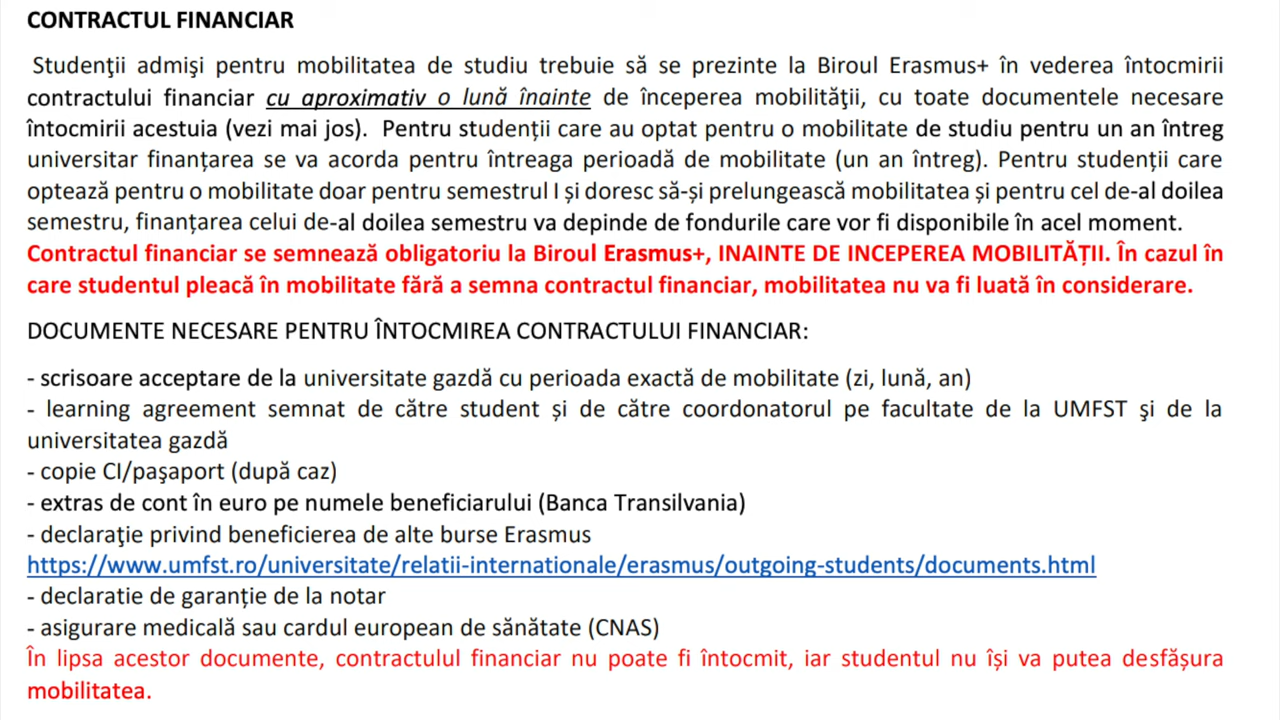 CONTRACTUL FINANCIAR
Studenţii admişi pentru mobilitatea de studiu trebuie să se prezinte la Biroul Erasmus+ în vederea întocmirii
contractului financiar cu aproximativ o lună înainte de începerea mobilităţii, cu toate documentele necesare
întocmirii acestuia (vezi mai jos). Pentru studenții care au optat pentru o mobilitate de studiu pentru un an întreg
universitar finanțarea se va acorda pentru întreaga perioadă de mobilitate (un an întreg). Pentru studenții care
optează pentru o mobilitate doar pentru semestrul I și doresc să-și prelungească mobilitatea și pentru cel de-al doilea
semestru, finanțarea celui de-al doilea semestru va depinde de fondurile care vor fi disponibile în acel moment.
Contractul financiar se semnează obligatoriu la Biroul Erasmus+, INAINTE DE INCEPEREA MOBILITĂȚII. În cazul în
care studentul pleacă în mobilitate fără a semna contractul financiar, mobilitatea nu va fi luată în considerare.
DOCUMENTE NECESARE PENTRU ÎNTOCMIREA CONTRACTULUI FINANCIAR:
- scrisoare acceptare de la universitate gazdă cu perioada exactă de mobilitate (zi, lună, an)
- learning agreement semnat de către student și de către coordonatorul pe facultate de la UMFST şi de la
universitatea gazdă
- copie CI/paşaport (după caz)
- extras de cont în euro pe numele beneficiarului (Banca Transilvania)
- declaraţie privind beneficierea de alte burse Erasmus
https://www.umfst.ro/universitate/relatii-internationale/erasmus/outgoing-students/documents.html
- declaratie de garanție de la notar
- asigurare medicală sau cardul european de sănătate (CNAS)
În lipsa acestor documente, contractulul financiar nu poate fi întocmit, iar studentul nu își va putea desfășura
mobilitatea.